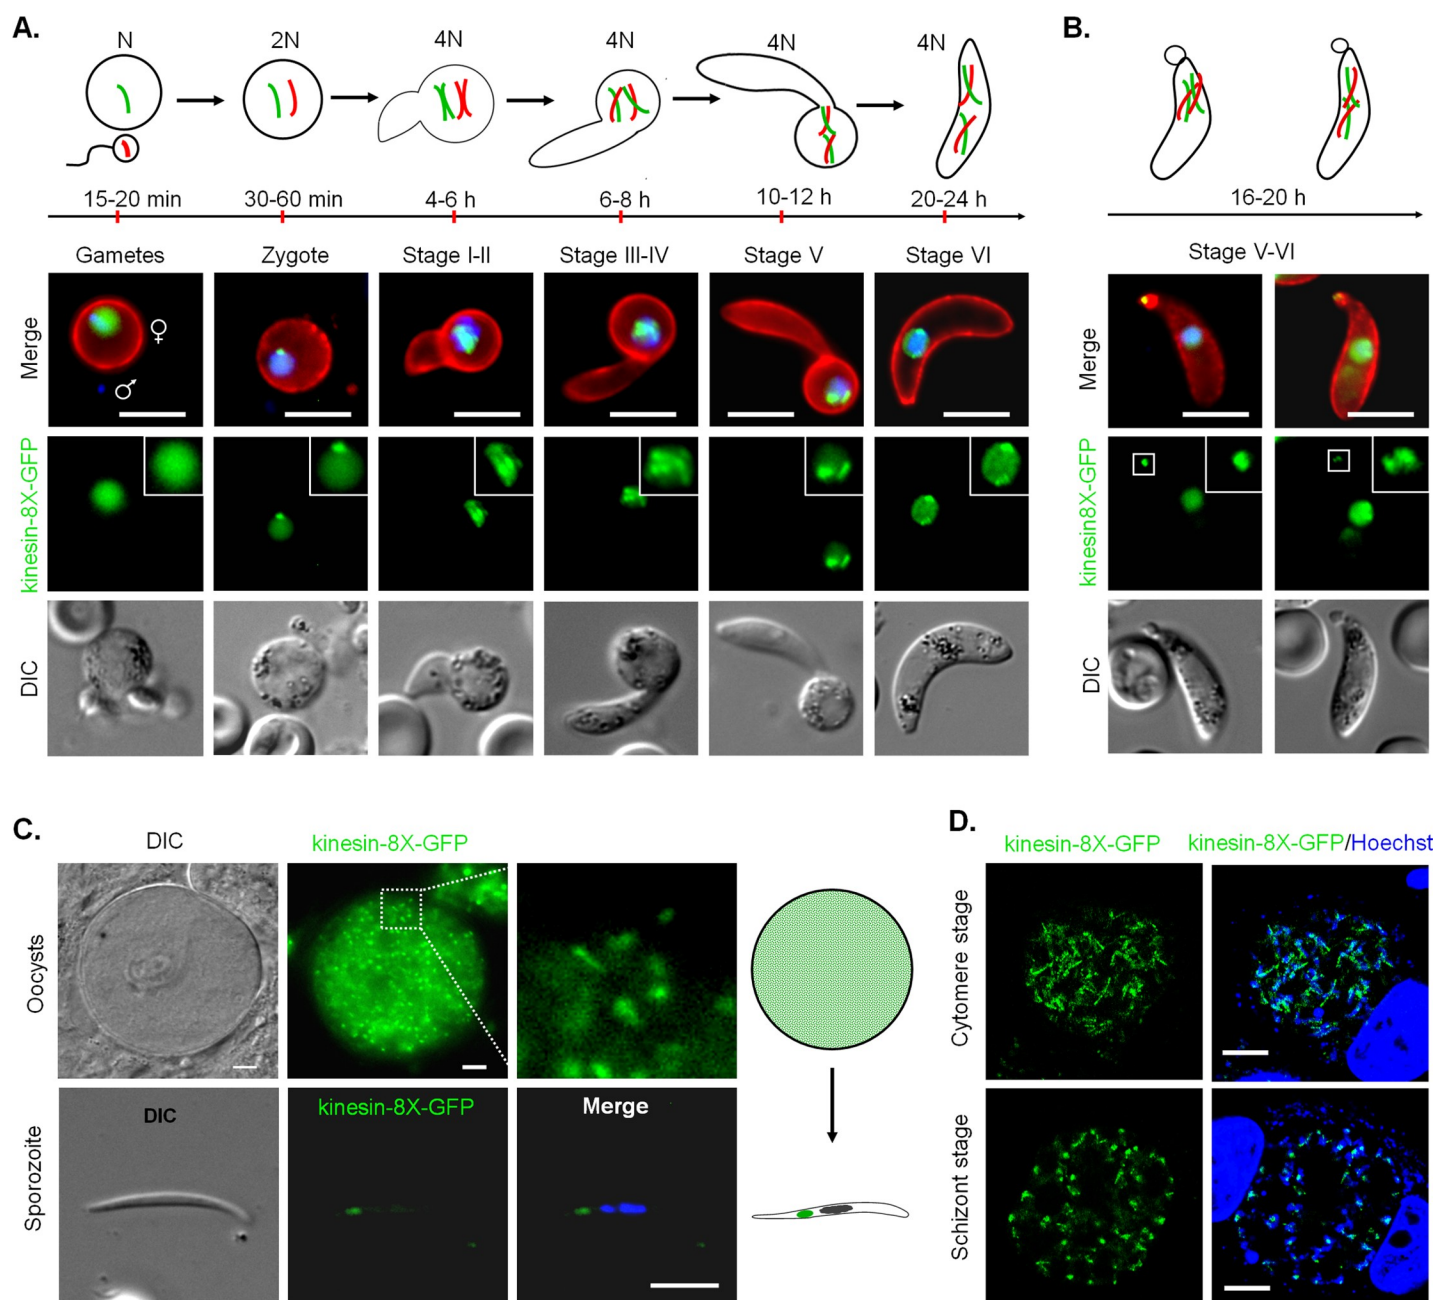 A.
B.
N
2N
4N
4N
4N
4N
15-20 min
30-60 min
4-6 h
6-8 h
10-12 h
20-24 h
16-20 h
Gametes
Zygote
Stage I-II
Stage III-IV
Stage V
Stage VI
Stage V-VI
Merge
♀
♂
Merge
kinesin-8X-GFP
kinesin8X-GFP
DIC
DIC
C.
D.
DIC
kinesin-8X-GFP
kinesin-8X-GFP
kinesin-8X-GFP/Hoechst
Oocysts
Cytomere stage
Sporozoite
DIC
kinesin-8X-GFP
Merge
Schizont stage